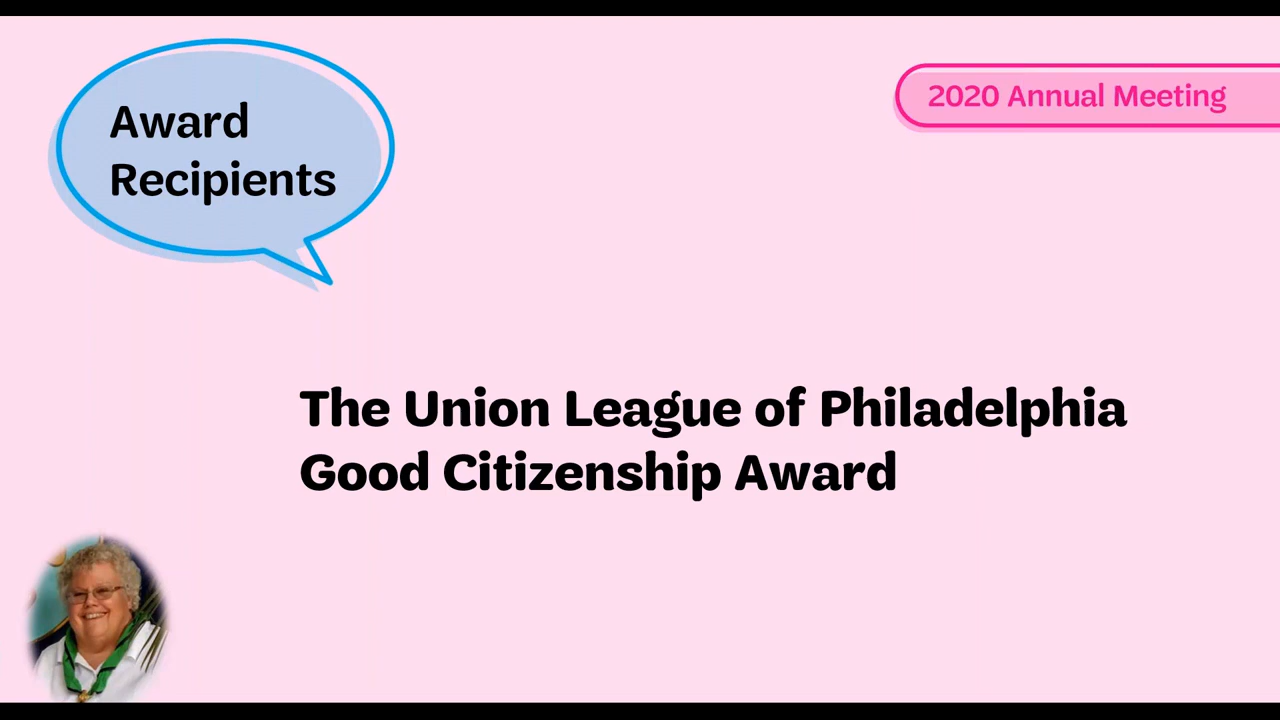 Award
Recipients
2020 Annual Meeting
The Union League of Philadelphia
Good Citizenship Award